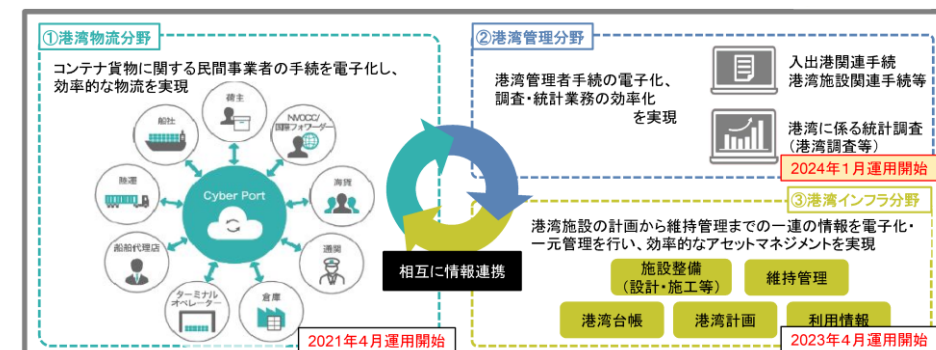 ①港湾物流分野
コンテナ貨物に関する民間事業者の手続を電子化し、
効率的な物流を実現
荷主
船社
NVOCC/
国際フォワーダー
陸運
Cyber Port
海貨
船舶代理店
通関
ターミナル
オペレーター
倉庫
2021年4月運用開始
相互に情報連携
②港湾管理分野
港湾管理者手続の電子化、
調査・統計業務の効率化
を実現
入出港関連手続
港湾施設関連手続等
港湾に係る統計調査
（港湾調査等）
2024年1月運用開始
③港湾インフラ分野
港湾施設の計画から維持管理までの一連の情報を電子化・
一元管理を行い、効率的なアセットマネジメントを実現
施設整備
（設計・施工等）
維持管理
港湾台帳
港湾計画
利用情報
2023年4月運用開始